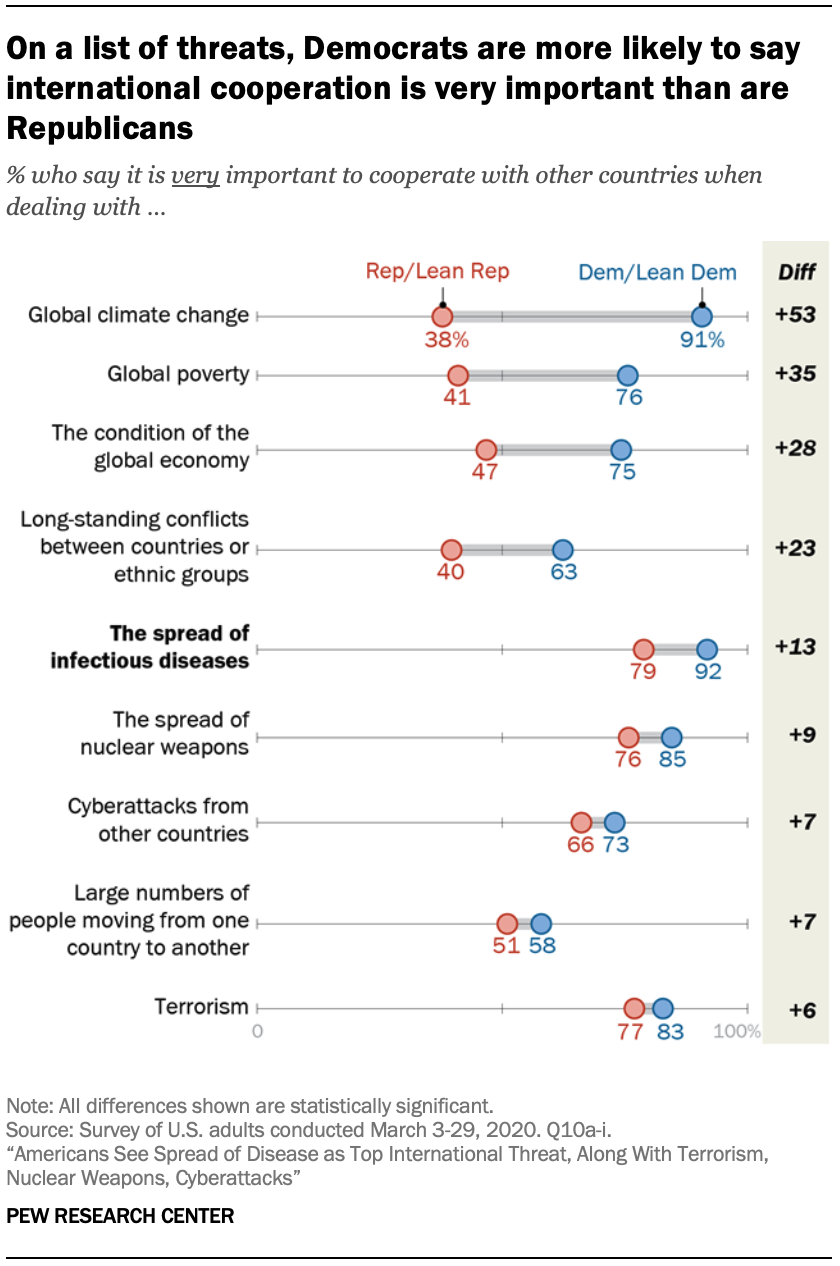 On a list of threats, Democrats are more likely to say
international cooperation is very important than are
Republicans
% who say it is very important to cooperate with other countries when
dealing with ...
Rep/Lean Rep Dem/Lean Dem Diff
Global climate change 38% 91% +53
Global poverty 41 76 +35
The condition of the
global economy 47 75 +28
Long-standing conflicts
between countries or
ethnic groups 40 63 +23
The spread of
infectious diseases 79 92 +13
The spread of
nuclear weapons 76 85 +9
Cyberattacks from
other countries 66 73 +7
Large numbers of
people moving from one
country to another 51 58 +7
Terrorism 77 83 +6
0 100%
Note: All differences shown are statistically significant.
Source: Survey of U.S. adults conducted March 3-29, 2020. Q10a-i.
“Americans See Spread of Disease as Top International Threat, Along With Terrorism,
Nuclear Weapons, Cyberattacks”
PEW RESEARCH CENTER